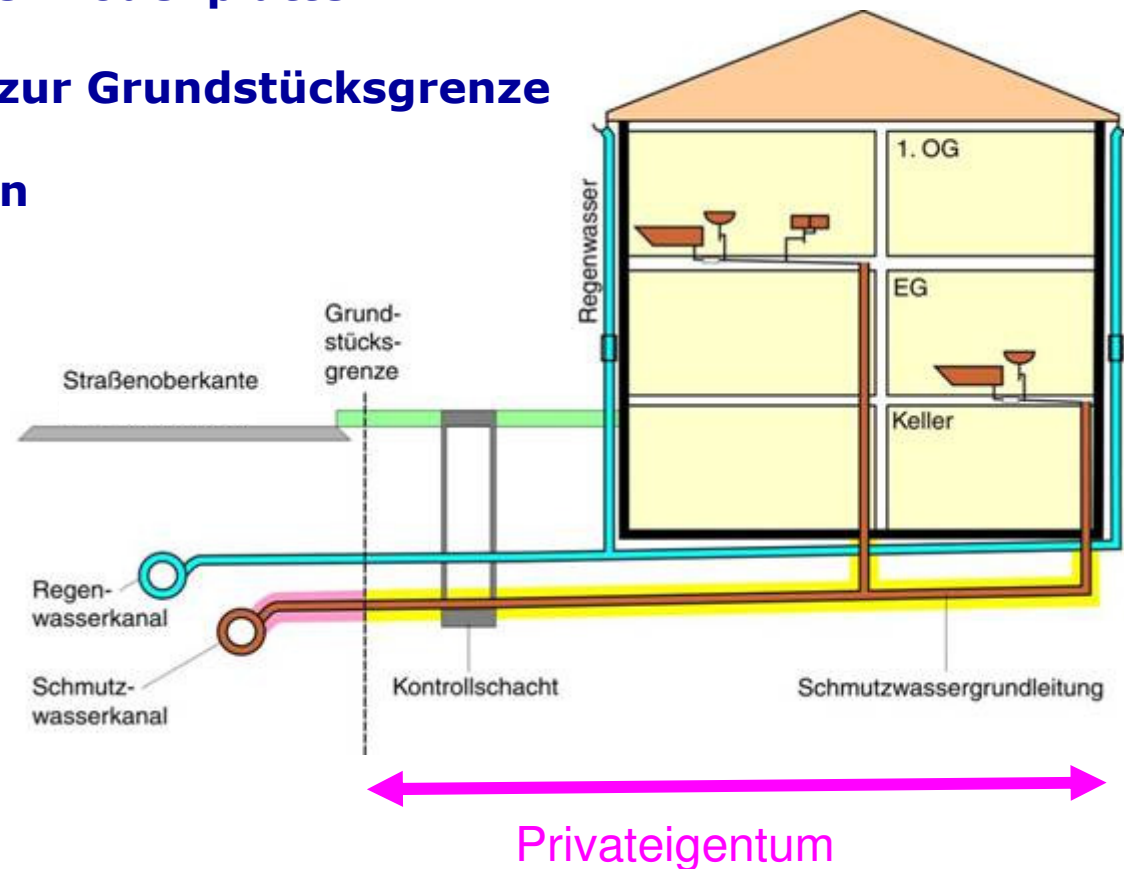 zur Grundstücksgrenze
n
1. OG
Regenwasser
EG
Grund-
stücks-
grenze
Straßenoberkante
Keller
Regen-
wasserkanal
Schmutz-
wasserkanal
Kontrollschacht
Schmutzwassergrundleitung
Privateigentum